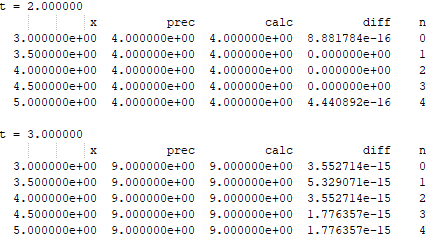 t = 2.000000
x prec calc diff n
3.000000e+00 4.000000e+00 4.000000e+00 8.881784e-16 0
3.500000e+00 4.000000e+00 4.000000e+00 0.000000e+00 1
4.000000e+00 4.000000e+00 4.000000e+00 0.000000e+00 2
4.500000e+00 4.000000e+00 4.000000e+00 0.000000e+00 3
5.000000e+00 4.000000e+00 4.000000e+00 4.440892e-16 4
t = 3.000000
x prec calc diff n
3.000000e+00 9.000000e+00 9.000000e+00 3.552714e-15 0
3.500000e+00 9.000000e+00 9.000000e+00 5.329071e-15 1
4.000000e+00 9.000000e+00 9.000000e+00 3.552714e-15 2
4.500000e+00 9.000000e+00 9.000000e+00 1.776357e-15 3
5.000000e+00 9.000000e+00 9.000000e+00 1.776357e-15 4